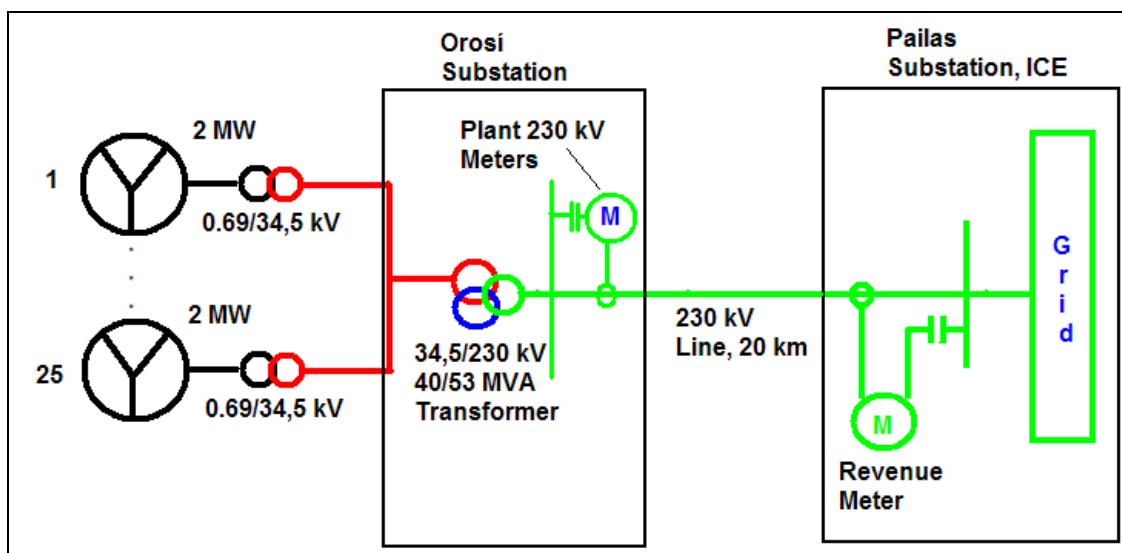 Orosí
Substation
Pailas
Substation, ICE
2 MW
Plant 230 kV
Meters
1
M
0.69/34,5 kV
G
r
i
d
2 MW
230 kV
Line, 20 km
34,5/230 kV
40/53 MVA
Transformer
25
0.69/34,5 kV
M
Revenue
Meter